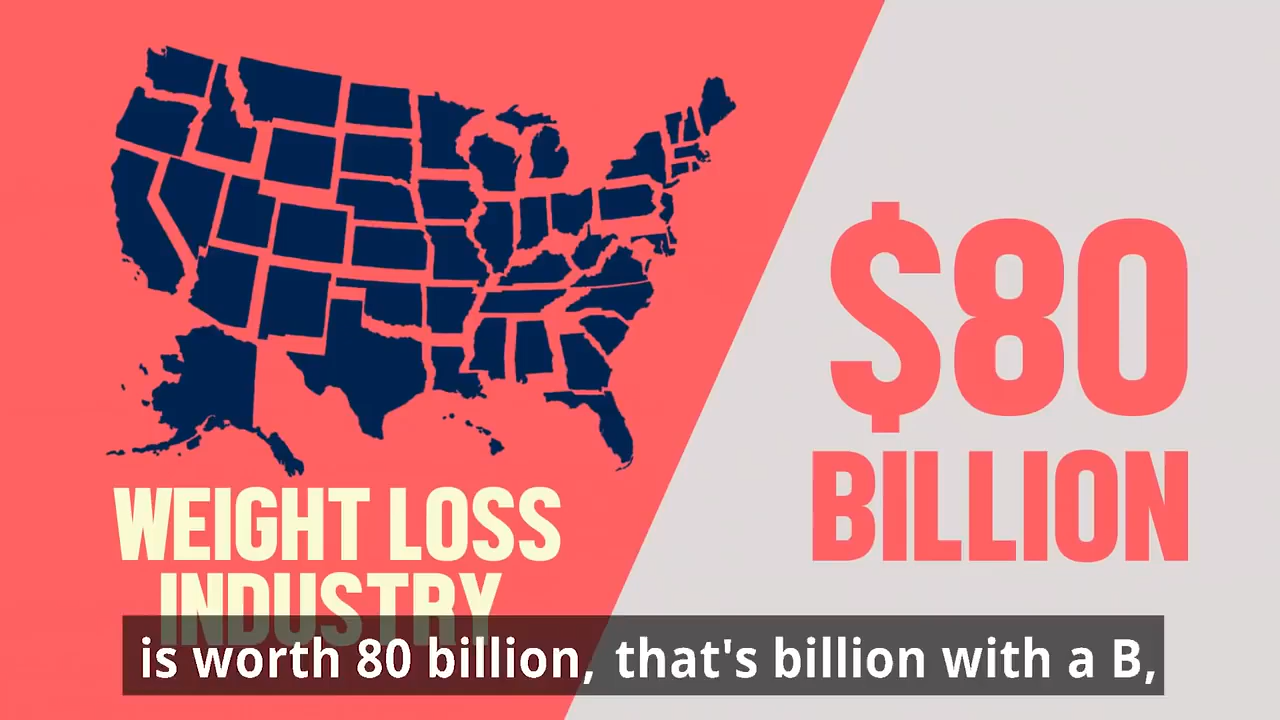 WEIGHT LOSS
INDUSTRY
$80
BILLION
is worth 80 billion, that's billion with a B,